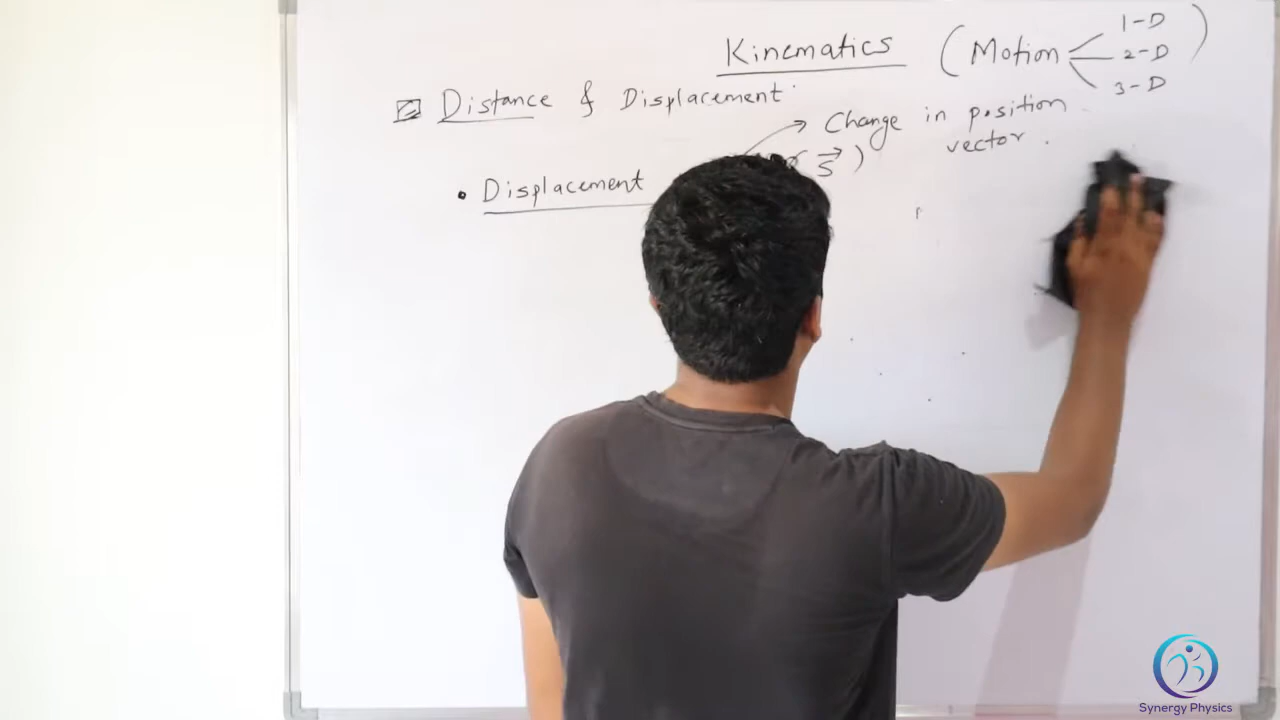 Kinematics (Motion 1-D
2-D
3-D)
Distance & Displacement
Change in position
vector.
• Displacement S⃗)
Synergy Physics